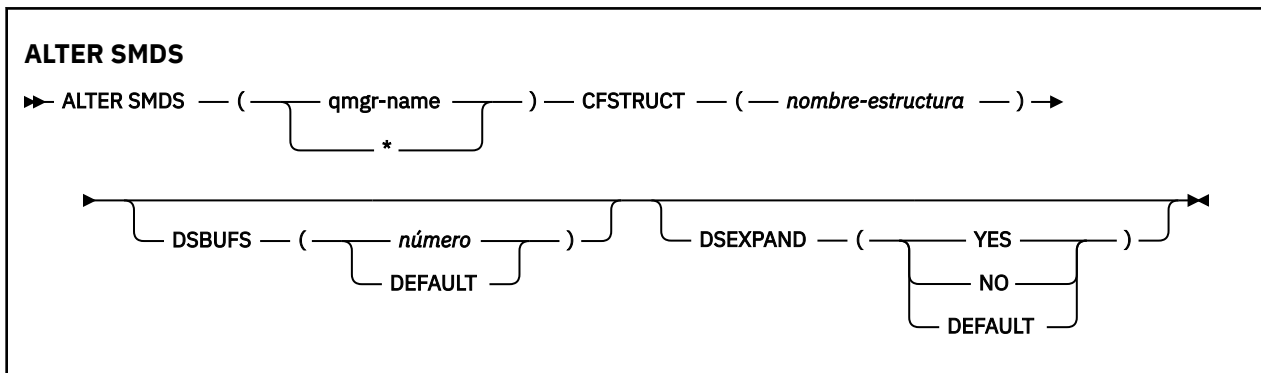 ALTER SMDS
ALTER SMDS ( qmgr-name ) CFSTRUCT ( nombre-estructura )
*
DSBUFS ( número ) DSEXPAND ( YES )
DEFAULT NO
DEFAULT